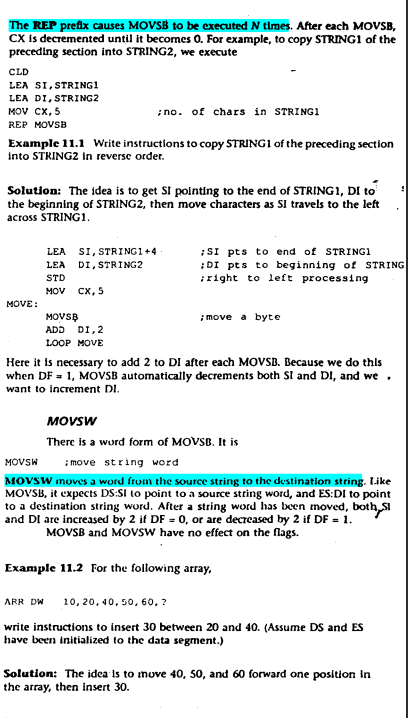 The REP prefix causes MOVSB to be executed N times. After each MOVSB,
CX is decremented until it becomes 0. For example, to copy STRING1 of the
preceding section into STRING2, we execute
CLD
LEA SI,STRING1
LEA DI,STRING2
MOV CX,5 ;no. of chars in STRING1
REP MOVSB
Example 11.1 Write instructions to copy STRING1 of the preceding section
into STRING2 in reverse order.
Solution: The idea is to get SI pointing to the end of STRING1, DI to
the beginning of STRING2, then move characters as SI travels to the left
across STRING1.
LEA SI,STRING1+4 ;SI pts to end of STRING1
LEA DI,STRING2 ;DI pts to beginning of STRING
STD ;right to left processing
MOV CX,5
MOVE:
MOVSB ;move a byte
ADD DI,2
LOOP MOVE
Here it is necessary to add 2 to DI after each MOVSB. Because we do this
when DF = 1, MOVSB automatically decrements both SI and DI, and we
want to increment DI.
MOVSW
There is a word form of MOVSB. It is
MOVSW ;move string word
MOVSW moves a word from the source string to the destination string. Like
MOVSB, it expects DS:SI to point to a source string word, and ES:DI to point
to a destination string word. After a string word has been moved, both SI
and DI are increased by 2 if DF = 0, or are decreased by 2 if DF = 1.
MOVSB and MOVSW have no effect on the flags.
Example 11.2 For the following array,
ARR DW 10,20,40,50,60,?
write instructions to insert 30 between 20 and 40. (Assume DS and ES
have been initialized to the data segment.)
Solution: The idea is to move 40, 50, and 60 forward one position in
the array, then insert 30.